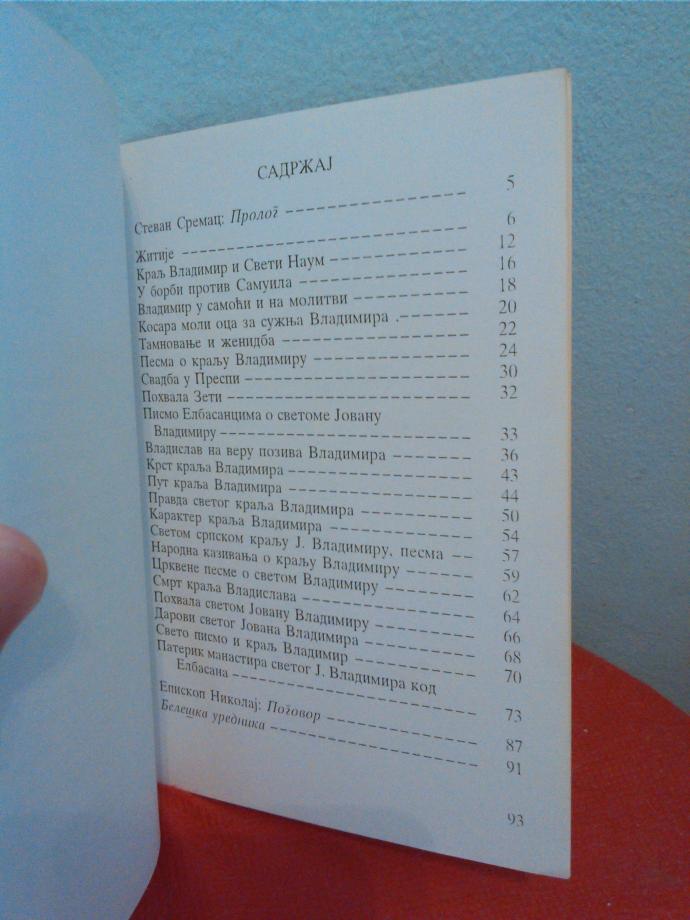 САДРЖАЈ
Стеван Сремац: Пролог ---------------- 5
Житије ---------------- 6
Краљ Владимир и Свети Наум ---------------- 12
У борби против Самуила ---------------- 16
Владимир у самоћи и на молитви ---------------- 18
Косара моли оца за сужња Владимира .------- 20
Тамновање и женидба ---------------- 22
Песма о краљу Владимиру ---------------- 24
Свадба у Преспи ---------------- 30
Похвала Зети ---------------- 32
Писмо Елбасанцима о светоме Јовану
Владимиру ---------------- 33
Владислав на веру позива Владимира -------- 36
Крст краља Владимира ---------------- 43
Пут краља Владимира ---------------- 44
Правда светог краља Владимира ------------ 50
Карактер краља Владимира ---------------- 54
Светом српском краљу Ј. Владимиру, песма -- 57
Народна казивања о краљу Владимиру ------- 59
Црквене песме о светом Владимиру --------- 62
Смрт краља Владислава ---------------- 64
Похвала светом Јовану Владимиру ---------- 66
Дарови светог Јована Владимира ----------- 68
Свето писмо и краљ Владимир ------------ 70
Патерик манастира светог Ј. Владимира код
Елбасана ---------------- 73
Епископ Николај: Поговор ---------------- 87
Белешка уредника ---------------- 91
93